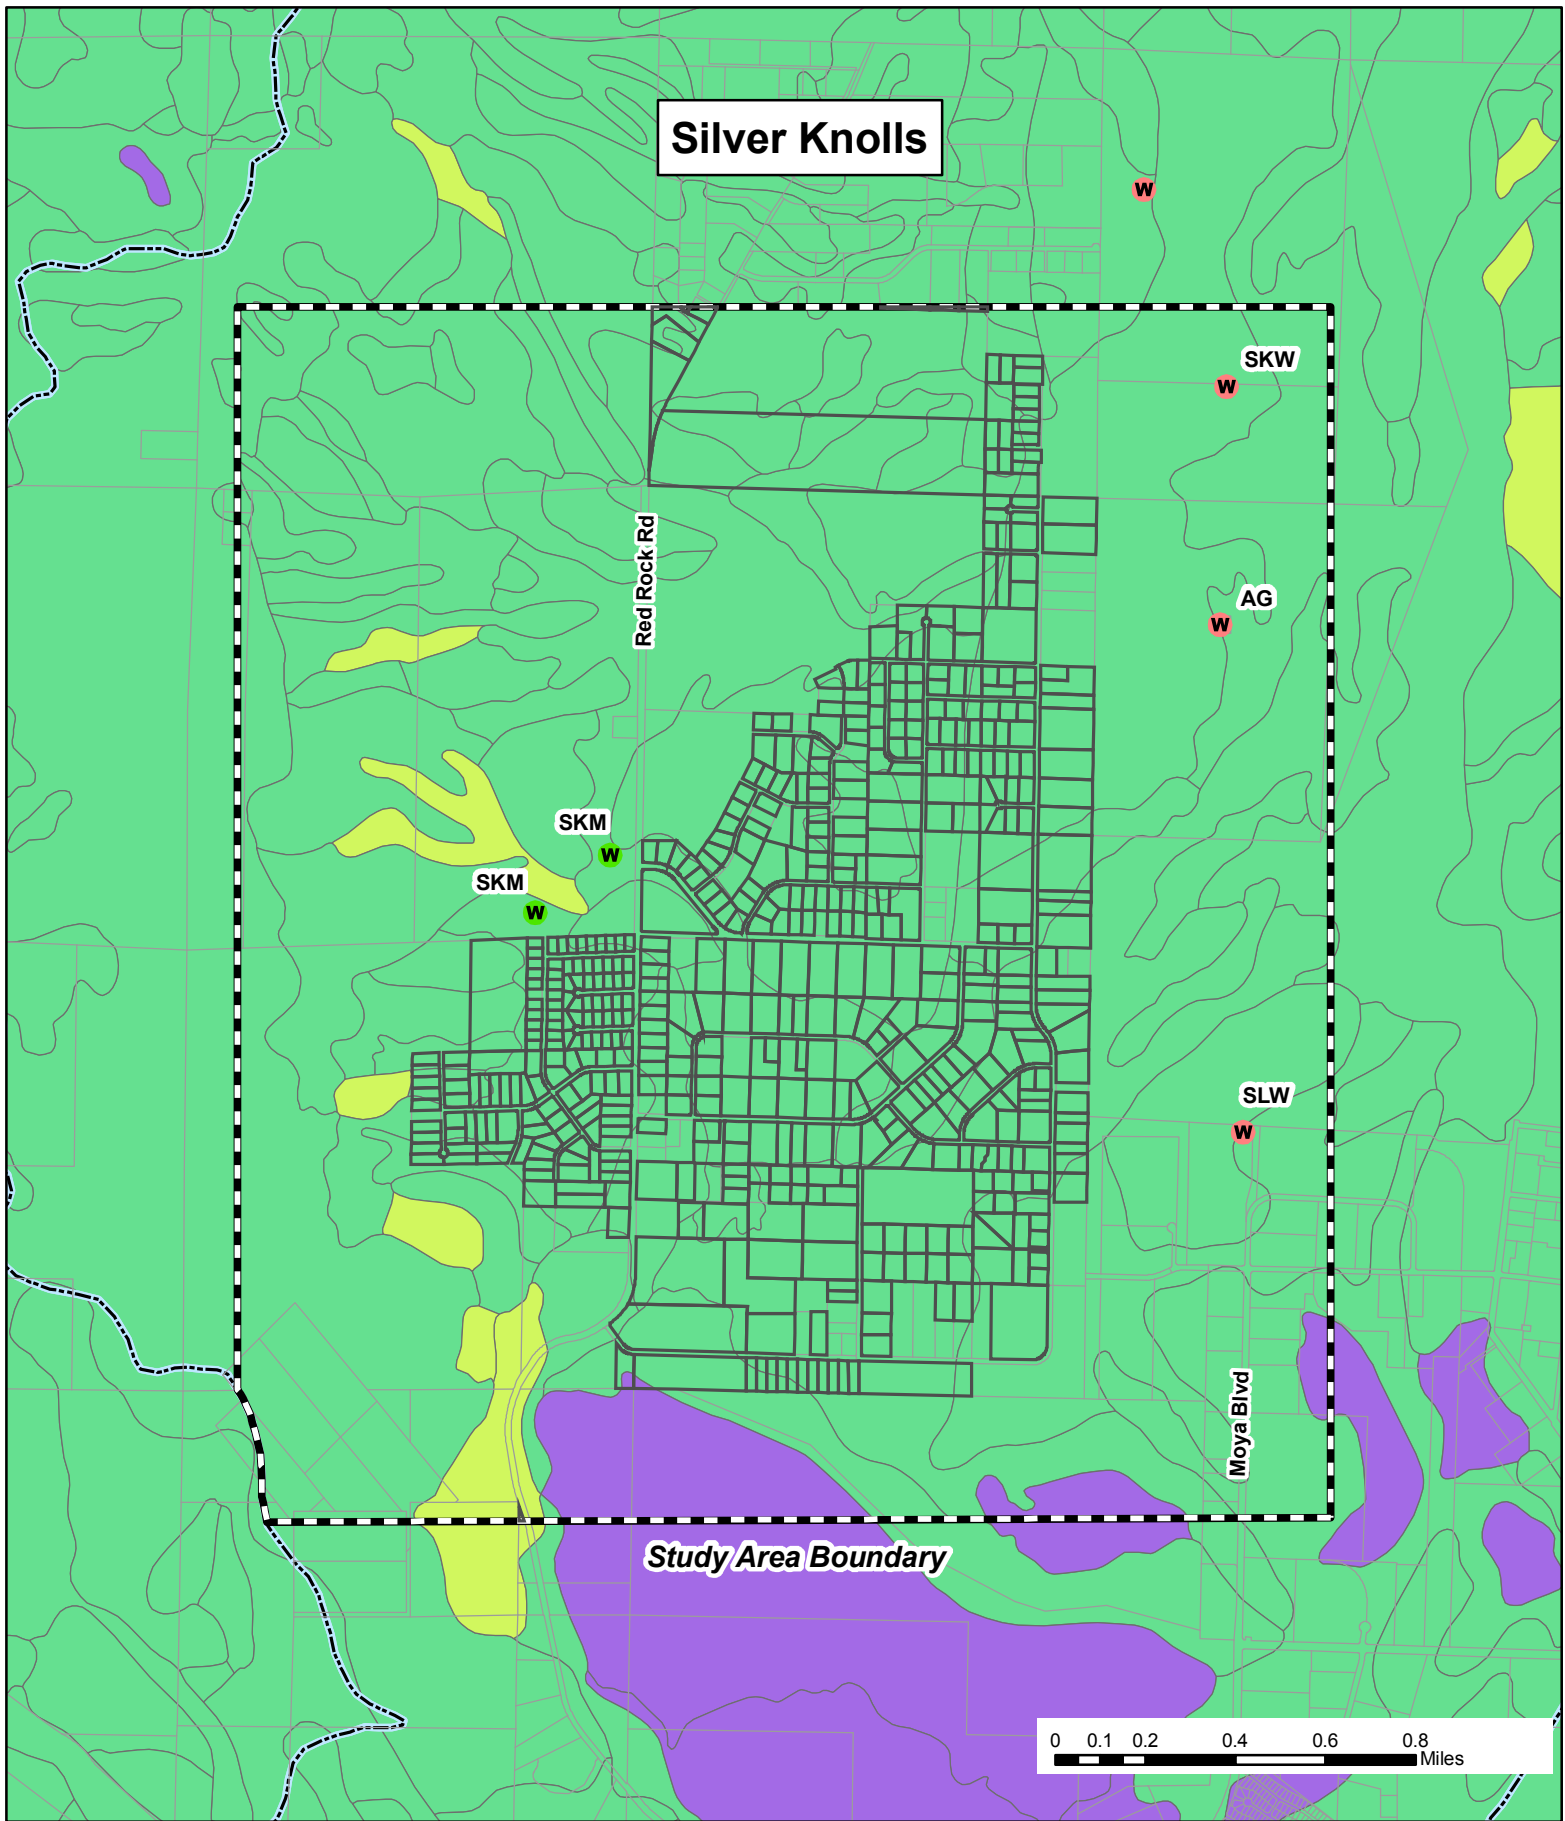 Silver Knolls
W
SKW
W
Red Rock Rd
AG
W
SKM
W
SKM
W
SLW
W
Moya Blvd
Study Area Boundary
0 0.1 0.2 0.4 0.6 0.8
Miles